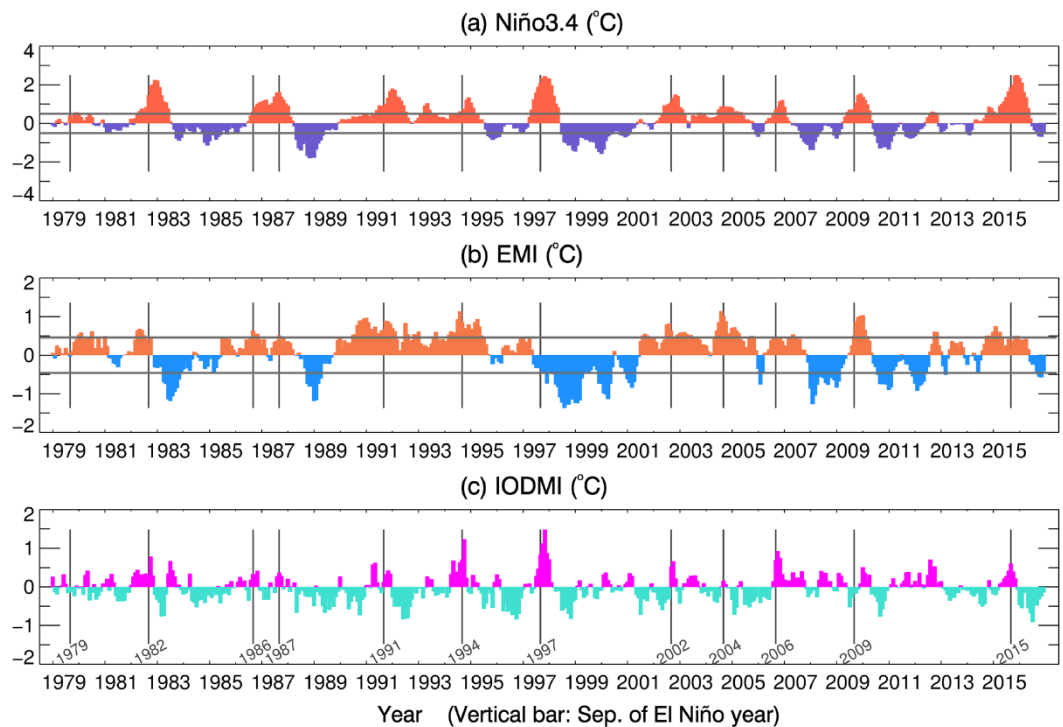 (a) Niño3.4 (°C)
4
2
0
−2
−4
1979 1981 1983 1985 1987 1989 1991 1993 1995 1997 1999 2001 2003 2005 2007 2009 2011 2013 2015
(b) EMI (°C)
2
1
0
−1
−2
1979 1981 1983 1985 1987 1989 1991 1993 1995 1997 1999 2001 2003 2005 2007 2009 2011 2013 2015
(c) IODMI (°C)
2
1
0
−1
−2
1979 1982 1986 1987 1991 1994 1997 2002 2004 2006 2009 2015
1979 1981 1983 1985 1987 1989 1991 1993 1995 1997 1999 2001 2003 2005 2007 2009 2011 2013 2015
Year (Vertical bar: Sep. of El Niño year)